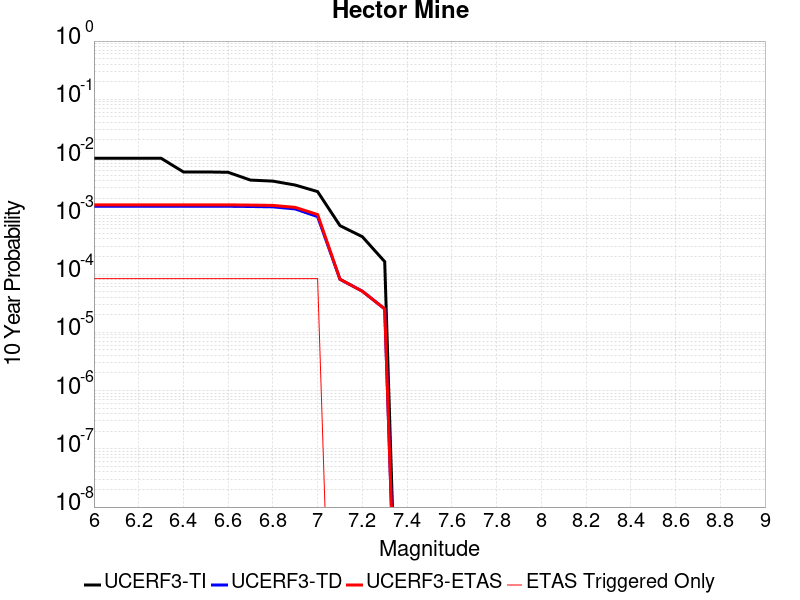 Hector Mine
10 Year Probability
10^0
10^-1
10^-2
10^-3
10^-4
10^-5
10^-6
10^-7
10^-8
6 6.2 6.4 6.6 6.8 7 7.2 7.4 7.6 7.8 8 8.2 8.4 8.6 8.8 9
Magnitude
UCERF3-TI UCERF3-TD UCERF3-ETAS ETAS Triggered Only